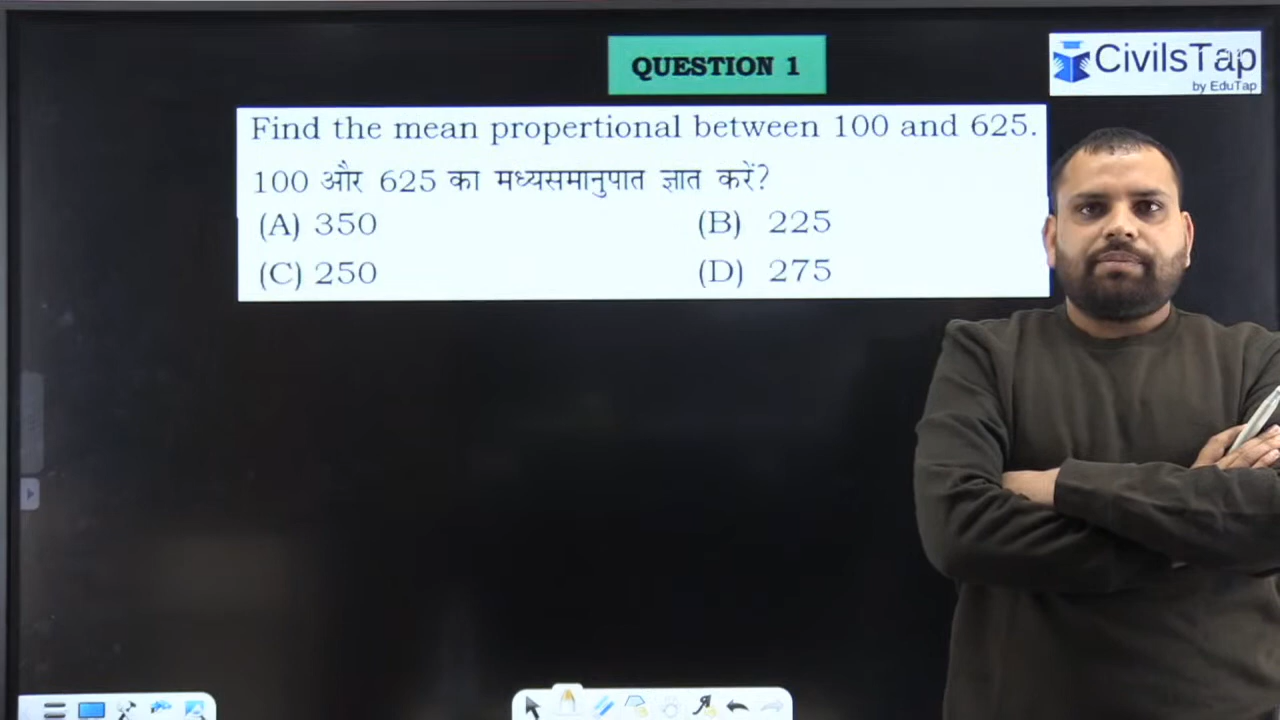 QUESTION 1
CivilsTap
by EduTap
Find the mean propertional between 100 and 625.
100 और 625 का मध्यसमानुपात ज्ञात करें?
(A) 350 (B) 225
(C) 250 (D) 275